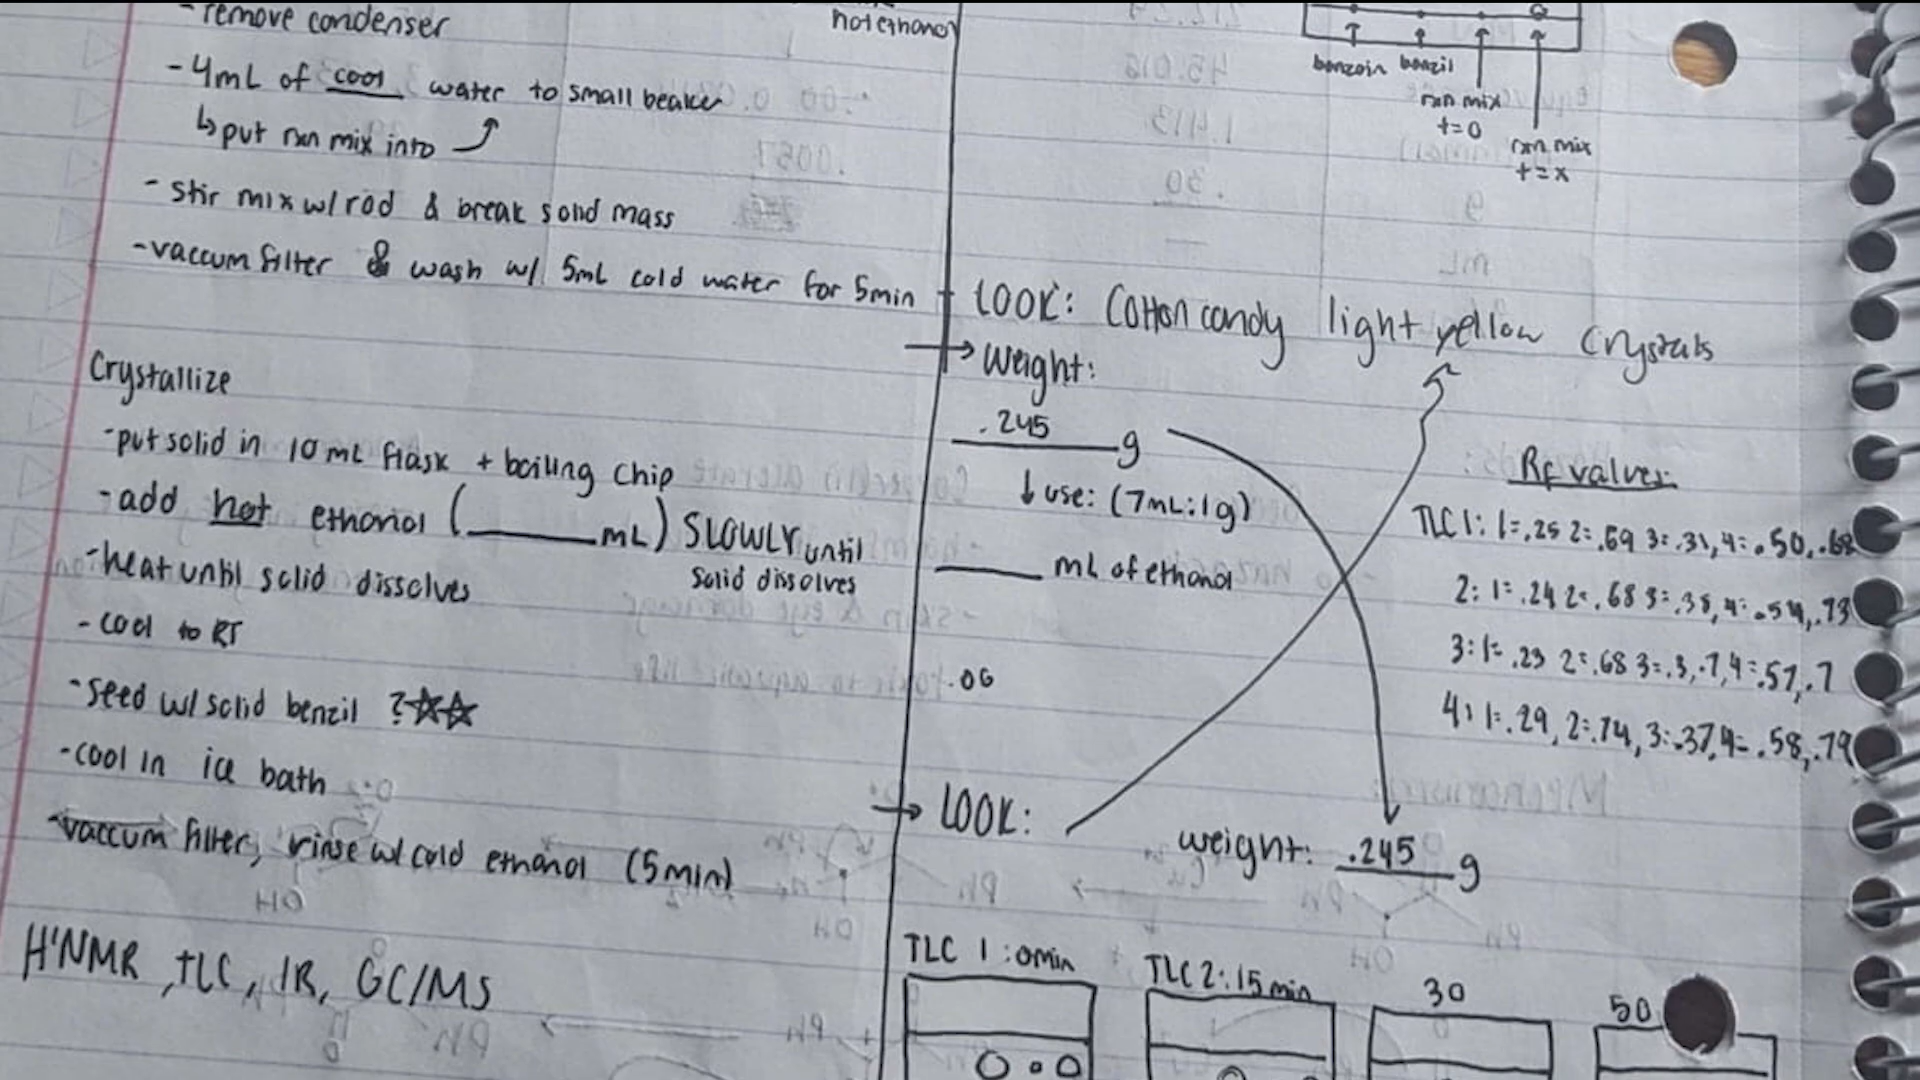 - remove condenser
- 4mL of cool water to small beaker
↳ put rxn mix into
- stir mix w/ rod & break solid mass
- vaccum filter & wash w/ 5mL cold water for 5min
Crystallize
- put solid in 10 mL flask + boiling chip
- add hot ethanol (______ mL) SLOWLY until
solid dissolves
- heat until solid dissolves
- cool to RT
- seed w/ solid benzil ?☆☆
- cool in ice bath
- vaccum filter, rinse w/ cold ethanol (5min)
H'NMR, TLC, IR, GC/MS
not ethanol
benzoin benzil
rxn mix
t=0
rxn mix
t=x
LOOK: Cotton candy light yellow crystals
→ weight:
.245 g
↓ use: (7mL:1g)
______ mL of ethanol
.06
→ LOOK:
weight: .245 g
Rf values
TLC 1: 1=.25 2=.69 3=.31, 4=.50, .68
2: 1=.24 2=.68 3=.35, 4=.54, .73
3: 1=.23 2=.68 3=.3, .7, 4=.57, .7
4: 1=.29, 2=.74, 3=.37, 4=.58, .79
TLC 1: 0min
TLC 2: 15 min
30
50